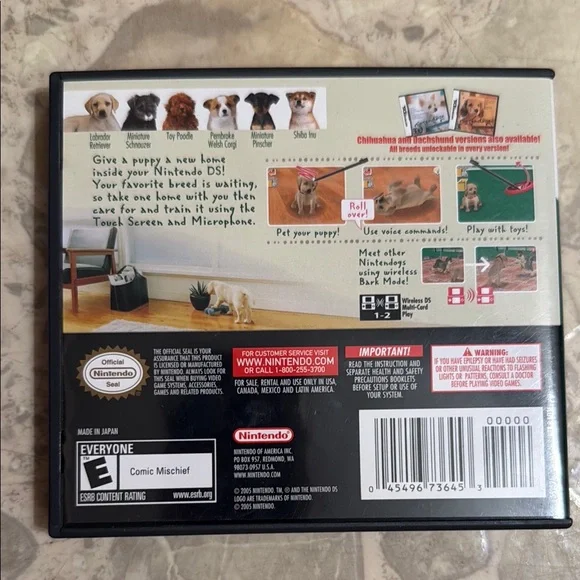 Labrador Retriever
Miniature Schnauzer
Toy Poodle
Pembroke Welsh Corgi
Miniature Pinscher
Shiba Inu
Chihuahua and Dachshund versions also available!
All breeds unlockable in every version!
Give a puppy a new home
inside your Nintendo DS!
Your favorite breed is waiting,
so take one home with you then
care for and train it using the
Touch Screen and Microphone.
Roll over!
Pet your puppy!
Use voice commands!
Play with toys!
Meet other
Nintendogs
using wireless
Bark Mode!
1-2
Wireless DS
Multi-Card
Play
Official
Nintendo
Seal
THE OFFICIAL SEAL IS YOUR
ASSURANCE THAT THIS PRODUCT
IS LICENSED OR MANUFACTURED
BY NINTENDO. ALWAYS LOOK FOR
THIS SEAL WHEN BUYING VIDEO
GAME SYSTEMS, ACCESSORIES,
GAMES AND RELATED PRODUCTS.
FOR CUSTOMER SERVICE VISIT
WWW.NINTENDO.COM
OR CALL 1-800-255-3700
FOR SALE, RENTAL AND USE ONLY IN USA,
CANADA, MEXICO AND LATIN AMERICA.
IMPORTANT!
READ THE INSTRUCTION AND
SEPARATE HEALTH AND SAFETY
PRECAUTIONS BOOKLETS
BEFORE SETUP OR USE OF
YOUR SYSTEM.
WARNING:
IF YOU HAVE EPILEPSY OR HAVE HAD SEIZURES
OR OTHER UNUSUAL REACTIONS TO FLASHING
LIGHTS OR PATTERNS, CONSULT A DOCTOR
BEFORE PLAYING VIDEO GAMES.
MADE IN JAPAN
EVERYONE
E
TM
Comic Mischief
ESRB CONTENT RATING www.esrb.org
Nintendo
NINTENDO OF AMERICA INC.
PO BOX 957, REDMOND, WA
98073-0957 U.S.A.
WWW.NINTENDO.COM
© 2005 NINTENDO. TM, ® AND THE NINTENDO DS
LOGO ARE TRADEMARKS OF NINTENDO.
© 2005 NINTENDO.
00000
0 45496 73645 3